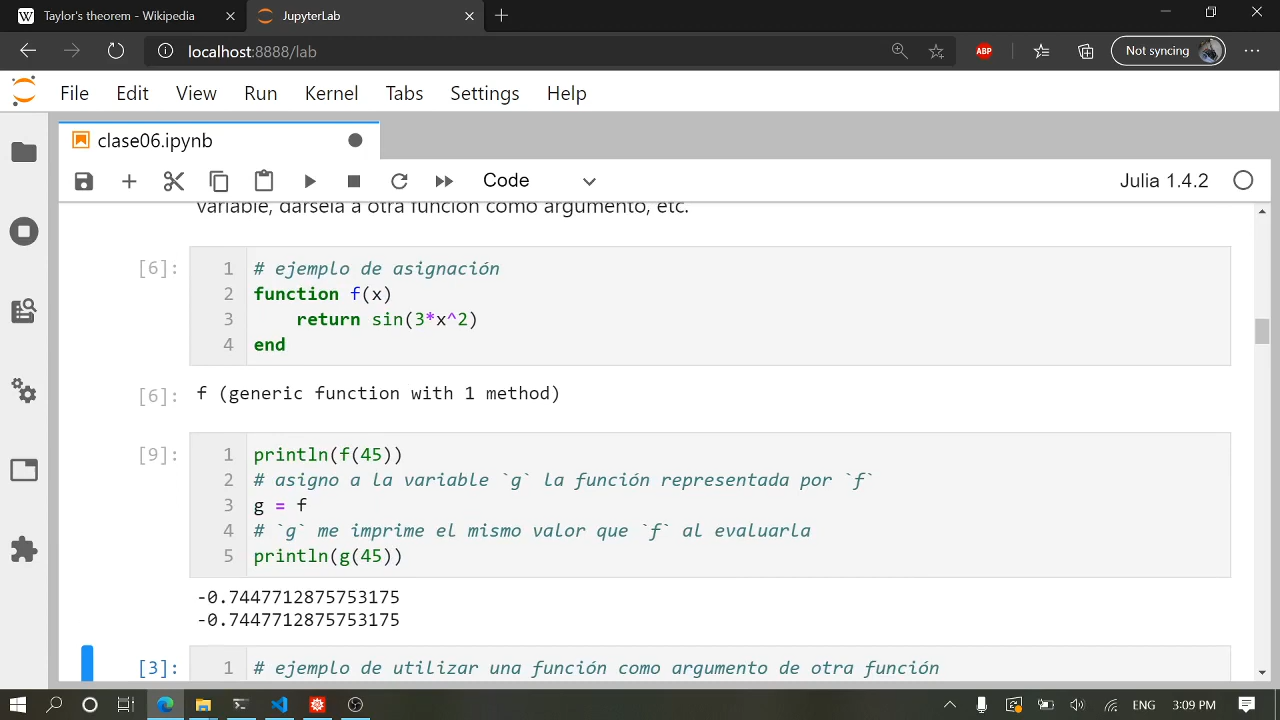 Taylor's theorem - Wikipedia
JupyterLab
localhost:8888/lab
ABP
Not syncing
File Edit View Run Kernel Tabs Settings Help
clase06.ipynb
Code
Julia 1.4.2
variable, dársela a otra función como argumento, etc.
[6]:
1 # ejemplo de asignación
2 function f(x)
3 return sin(3*x^2)
4 end
[6]: f (generic function with 1 method)
[9]:
1 println(f(45))
2 # asigno a la variable `g` la función representada por `f`
3 g = f
4 # `g` me imprime el mismo valor que `f` al evaluarla
5 println(g(45))
-0.7447712875753175
-0.7447712875753175
[3]:
1 # ejemplo de utilizar una función como argumento de otra función
ENG 3:09 PM